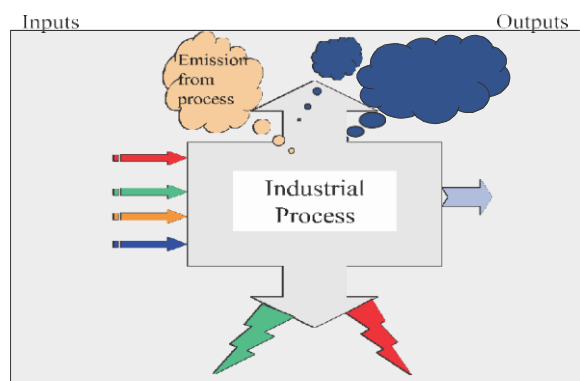 Inputs
Outputs
Emission
from
process
Industrial
Process